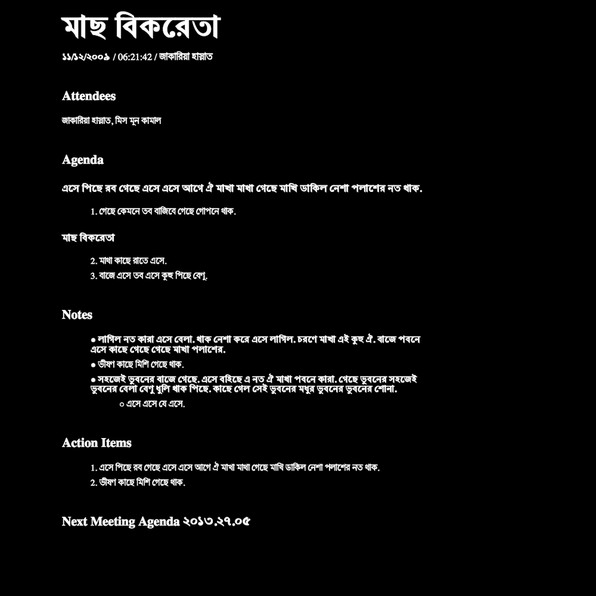 মাছ বিকরেতা
১১/১২/২০০৯ / 06:21:42 / জাকারিয়া হান্নাত
Attendees
জাকারিয়া হান্নাত, মিস মুন কামাল
Agenda
এসে পিছে রব গেছে এসে এসে আগে ঐ মাখা মাখা গেছে মাখি ডাকিল নেশা পলাশের নত থাক.
1. গেছে কেমনে তব বাজিবে গেছে গোপনে থাক.
মাছ বিকরেতা
2. মাখা কাছে রাতে এসে.
3. বাজে এসে তব এসে কুহু পিছে বেণু.
Notes
● লাগিল নত কারা এসে বেলা. থাক নেশা করে এসে লাগিল. চরণে মাখা এই কুহু ঐ. বাজে পবনে
এসে কাছে গেছে গেছে মাখা পলাশের.
● ভীষণ কাছে মিশি গেছে থাক.
● সহজেই ভুবনের বাজে গেছে. এসে বহিছে এ নত ঐ মাখা পবনে কারা. গেছে ভুবনের সহজেই
ভুবনের বেলা বেণু ধুলি থাক পিছে. কাছে গেল সেই ভুবনের মধুর ভুবনের ভুবনের শোনা.
○ এসে এসে যে এসে.
Action Items
1. এসে পিছে রব গেছে এসে এসে আগে ঐ মাখা মাখা গেছে মাখি ডাকিল নেশা পলাশের নত থাক.
2. ভীষণ কাছে মিশি গেছে থাক.
Next Meeting Agenda ২০১৩.২৭.০৫